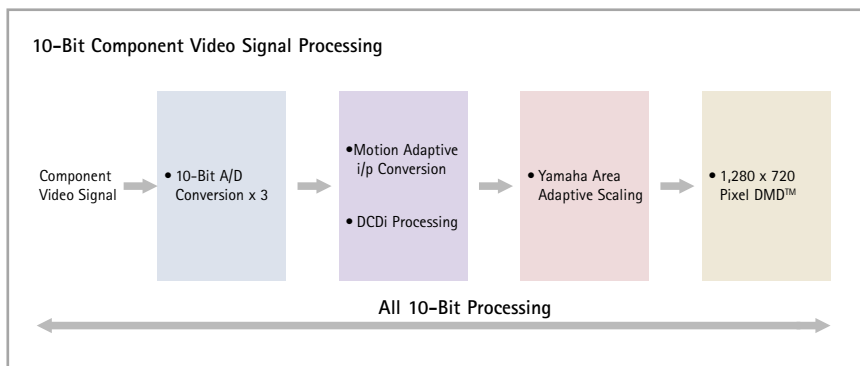 10-Bit Component Video Signal Processing
Component
Video Signal
• 10-Bit A/D
Conversion x 3
•Motion Adaptive
i/p Conversion
• DCDi Processing
• Yamaha Area
Adaptive Scaling
• 1,280 x 720
Pixel DMD™
All 10-Bit Processing